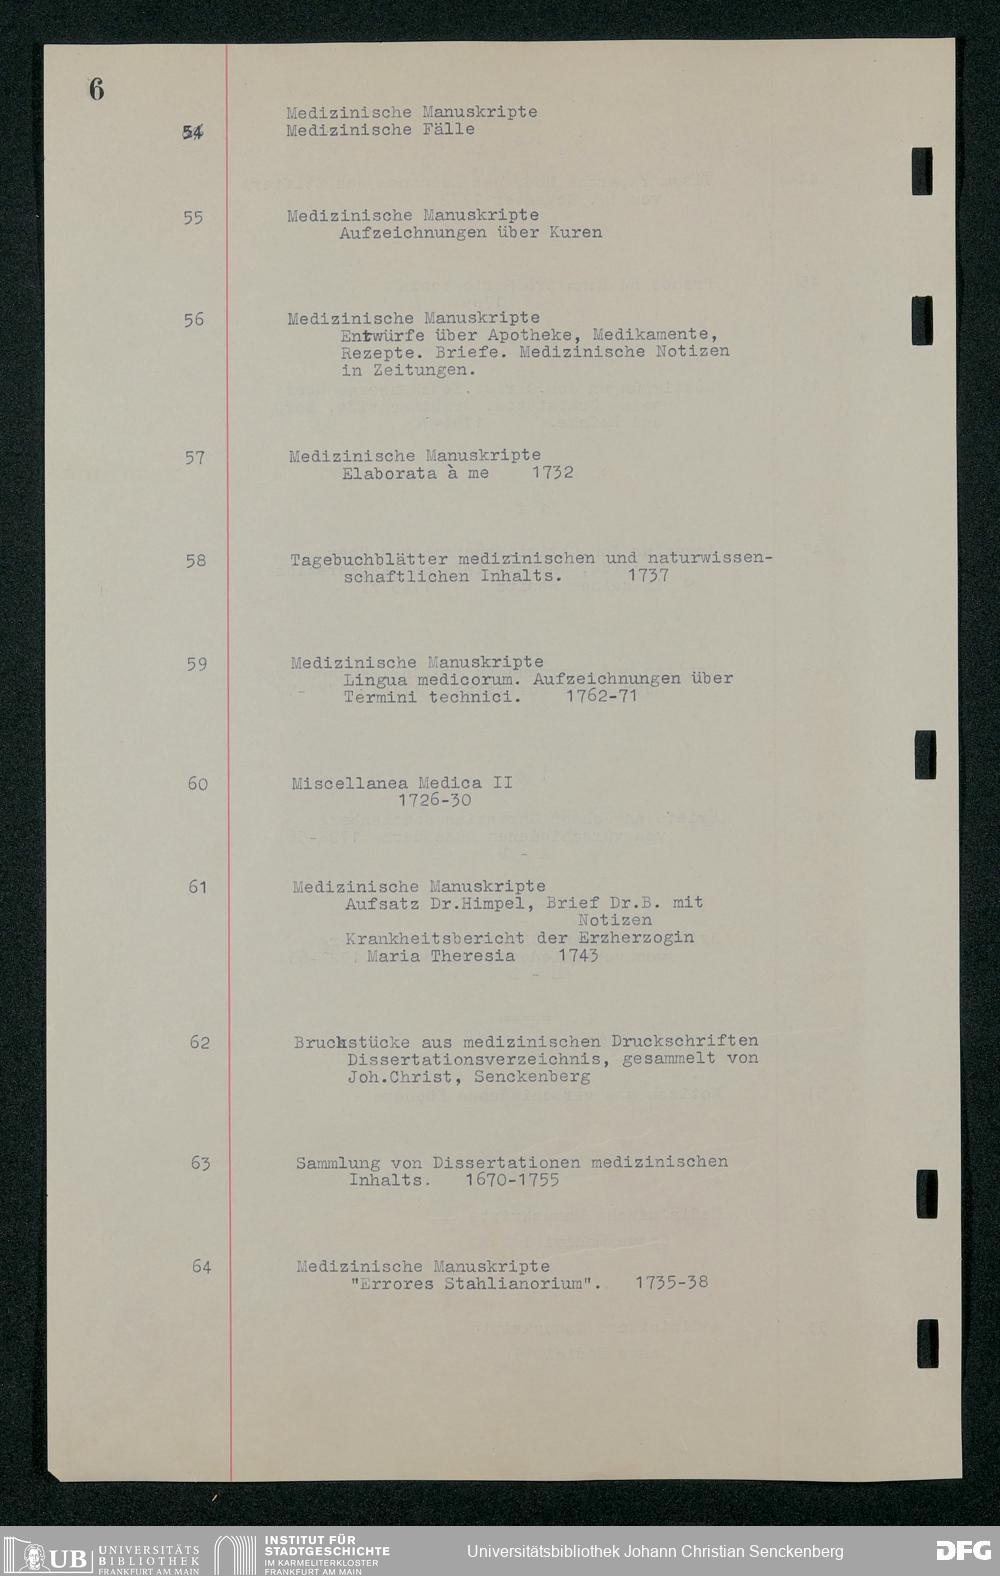 6
Medizinische Manuskripte
54 Medizinische Fälle
55 Medizinische Manuskripte
Aufzeichnungen über Kuren
56 Medizinische Manuskripte
Entwürfe über Apotheke, Medikamente,
Rezepte. Briefe. Medizinische Notizen
in Zeitungen.
57 Medizinische Manuskripte
Elaborata à me 1732
58 Tagebuchblätter medizinischen und naturwissen-
schaftlichen Inhalts. 1737
59 Medizinische Manuskripte
Lingua medicorum. Aufzeichnungen über
Termini technici. 1762-71
60 Miscellanea Medica II
1726-30
61 Medizinische Manuskripte
Aufsatz Dr.Himpel, Brief Dr.B. mit
Notizen
Krankheitsbericht der Erzherzogin
Maria Theresia 1743
62 Bruchstücke aus medizinischen Druckschriften
Dissertationsverzeichnis, gesammelt von
Joh.Christ, Senckenberg
63 Sammlung von Dissertationen medizinischen
Inhalts. 1670-1755
64 Medizinische Manuskripte
"Errores Stahlianorium". 1735-38
UB UNIVERSITÄTS
BIBLIOTHEK
FRANKFURT AM MAIN
INSTITUT FÜR
STADTGESCHICHTE
IM KARMELITERKLOSTER
FRANKFURT AM MAIN
Universitätsbibliothek Johann Christian Senckenberg
DFG